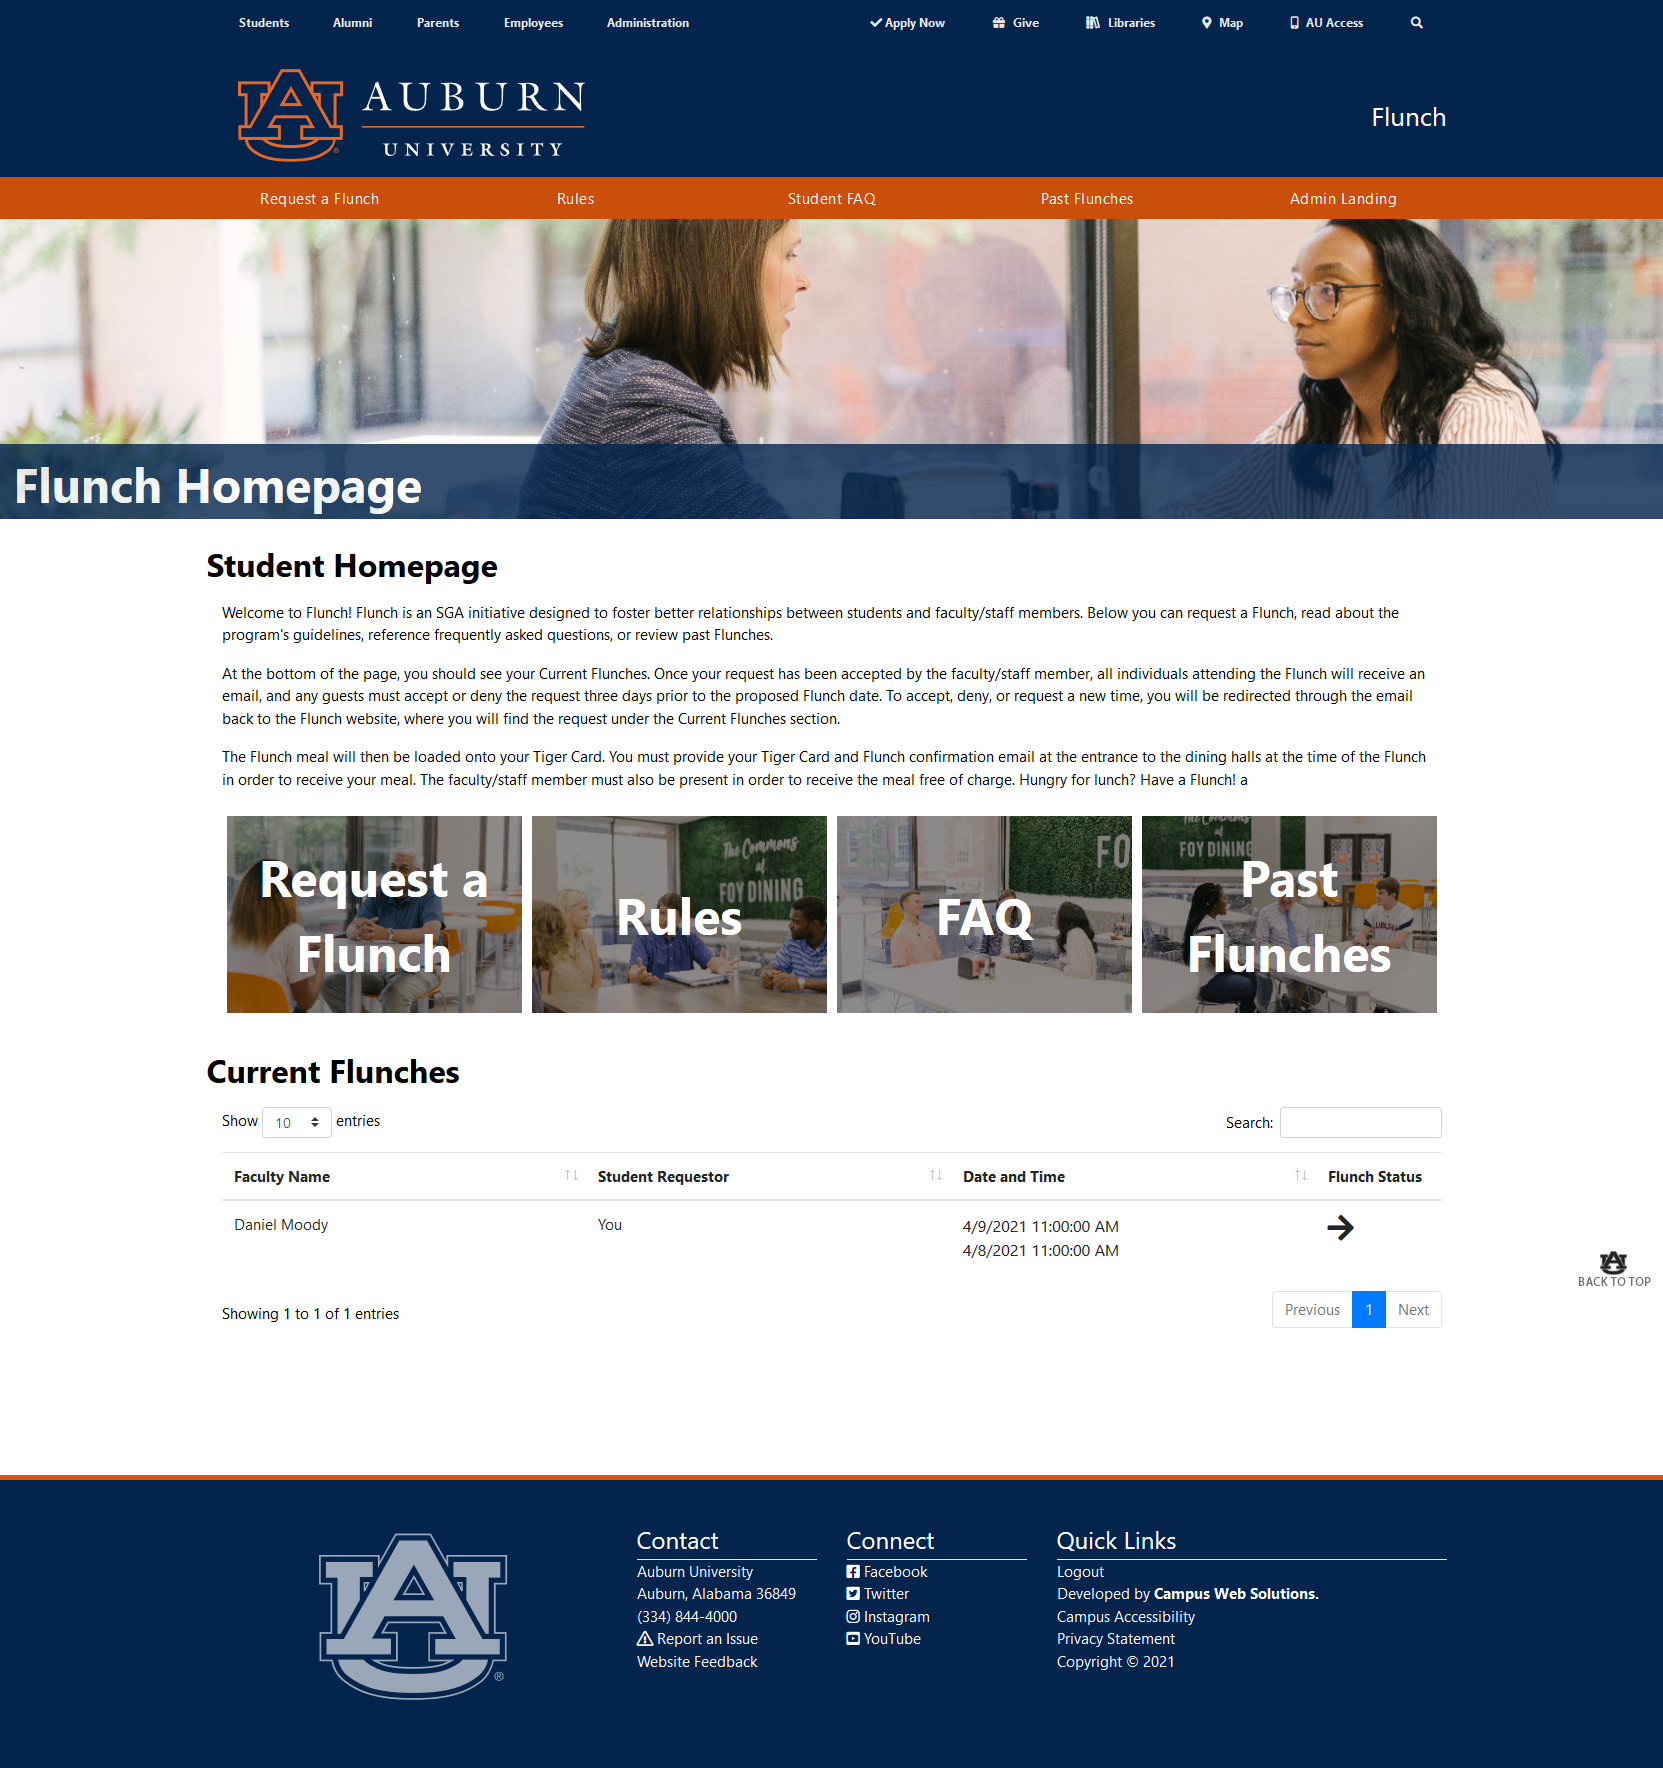 Students Alumni Parents Employees Administration Apply Now Give Libraries Map AU Access
AUBURN
UNIVERSITY
Flunch
Request a Flunch Rules Student FAQ Past Flunches Admin Landing
Flunch Homepage
Student Homepage
Welcome to Flunch! Flunch is an SGA initiative designed to foster better relationships between students and faculty/staff members. Below you can request a Flunch, read about the
program's guidelines, reference frequently asked questions, or review past Flunches.
At the bottom of the page, you should see your Current Flunches. Once your request has been accepted by the faculty/staff member, all individuals attending the Flunch will receive an
email, and any guests must accept or deny the request three days prior to the proposed Flunch date. To accept, deny, or request a new time, you will be redirected through the email
back to the Flunch website, where you will find the request under the Current Flunches section.
The Flunch meal will then be loaded onto your Tiger Card. You must provide your Tiger Card and Flunch confirmation email at the entrance to the dining halls at the time of the Flunch
in order to receive your meal. The faculty/staff member must also be present in order to receive the meal free of charge. Hungry for lunch? Have a Flunch! a
Request a
Flunch
The Commons
at
FOY DINING
Rules
FO
FAQ
The Commons
at
FOY DINING
Past
Flunches
Current Flunches
Show 10 entries
Search:
Faculty Name Student Requestor Date and Time Flunch Status
Daniel Moody You 4/9/2021 11:00:00 AM
4/8/2021 11:00:00 AM
BACK TO TOP
Showing 1 to 1 of 1 entries
Previous 1 Next
Contact
Auburn University
Auburn, Alabama 36849
(334) 844-4000
Report an Issue
Website Feedback
Connect
Facebook
Twitter
Instagram
YouTube
Quick Links
Logout
Developed by Campus Web Solutions.
Campus Accessibility
Privacy Statement
Copyright © 2021